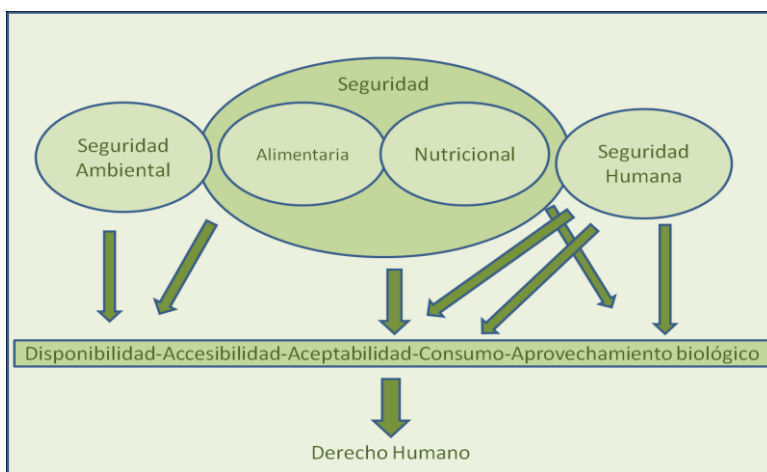 Seguridad
Seguridad
Ambiental
Alimentaria
Nutricional
Seguridad
Humana
Disponibilidad-Accesibilidad-Aceptabilidad-Consumo-Aprovechamiento biológico
Derecho Humano